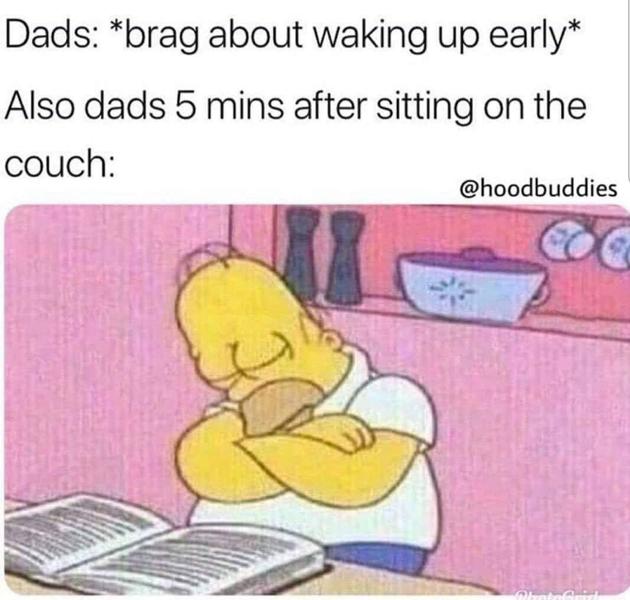 Dads: *brag about waking up early*
Also dads 5 mins after sitting on the
couch:
@hoodbuddies